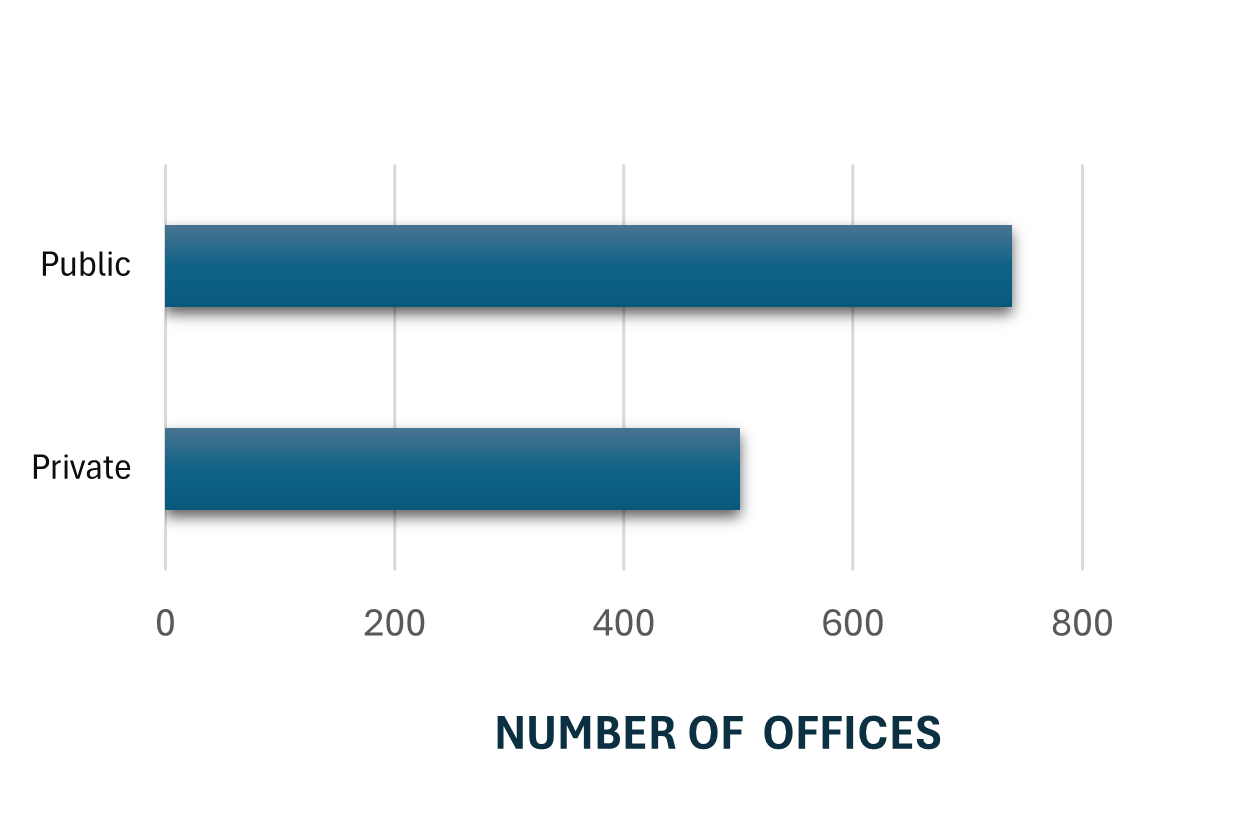 Public
Private
0 200 400 600 800
NUMBER OF  OFFICES